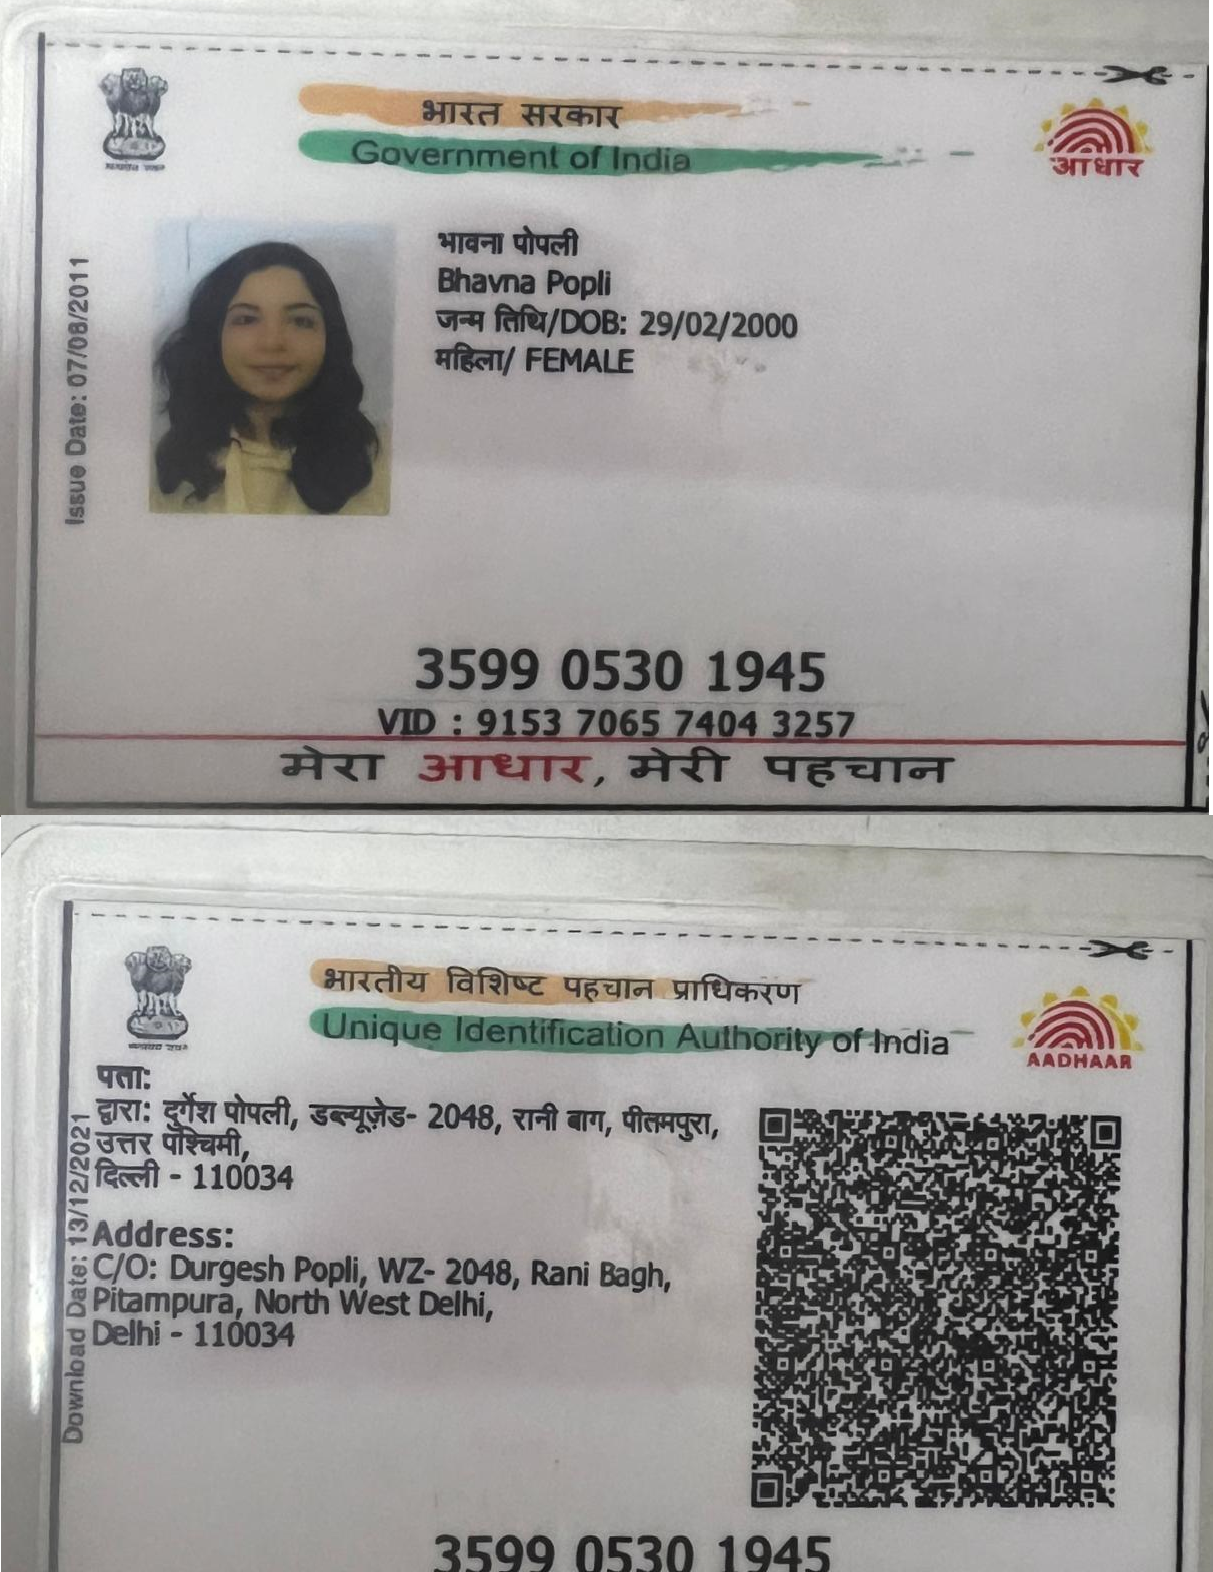 भारत सरकार
Government of India
आधार
Issue Date: 07/08/2011
भावना पोपली
Bhavna Popli
जन्म तिथि/DOB: 29/02/2000
महिला/ FEMALE
3599 0530 1945
VID : 9153 7065 7404 3257
मेरा आधार, मेरी पहचान
भारतीय विशिष्ट पहचान प्राधिकरण
Unique Identification Authority of India
AADHAAR
Download Date: 13/12/2021
पता:
द्वारा: दुर्गेश पोपली, डब्ल्यूज़ेड- 2048, रानी बाग, पीतमपुरा,
उत्तर पश्चिमी,
दिल्ली - 110034
Address:
C/O: Durgesh Popli, WZ- 2048, Rani Bagh,
Pitampura, North West Delhi,
Delhi - 110034
3599 0530 1945